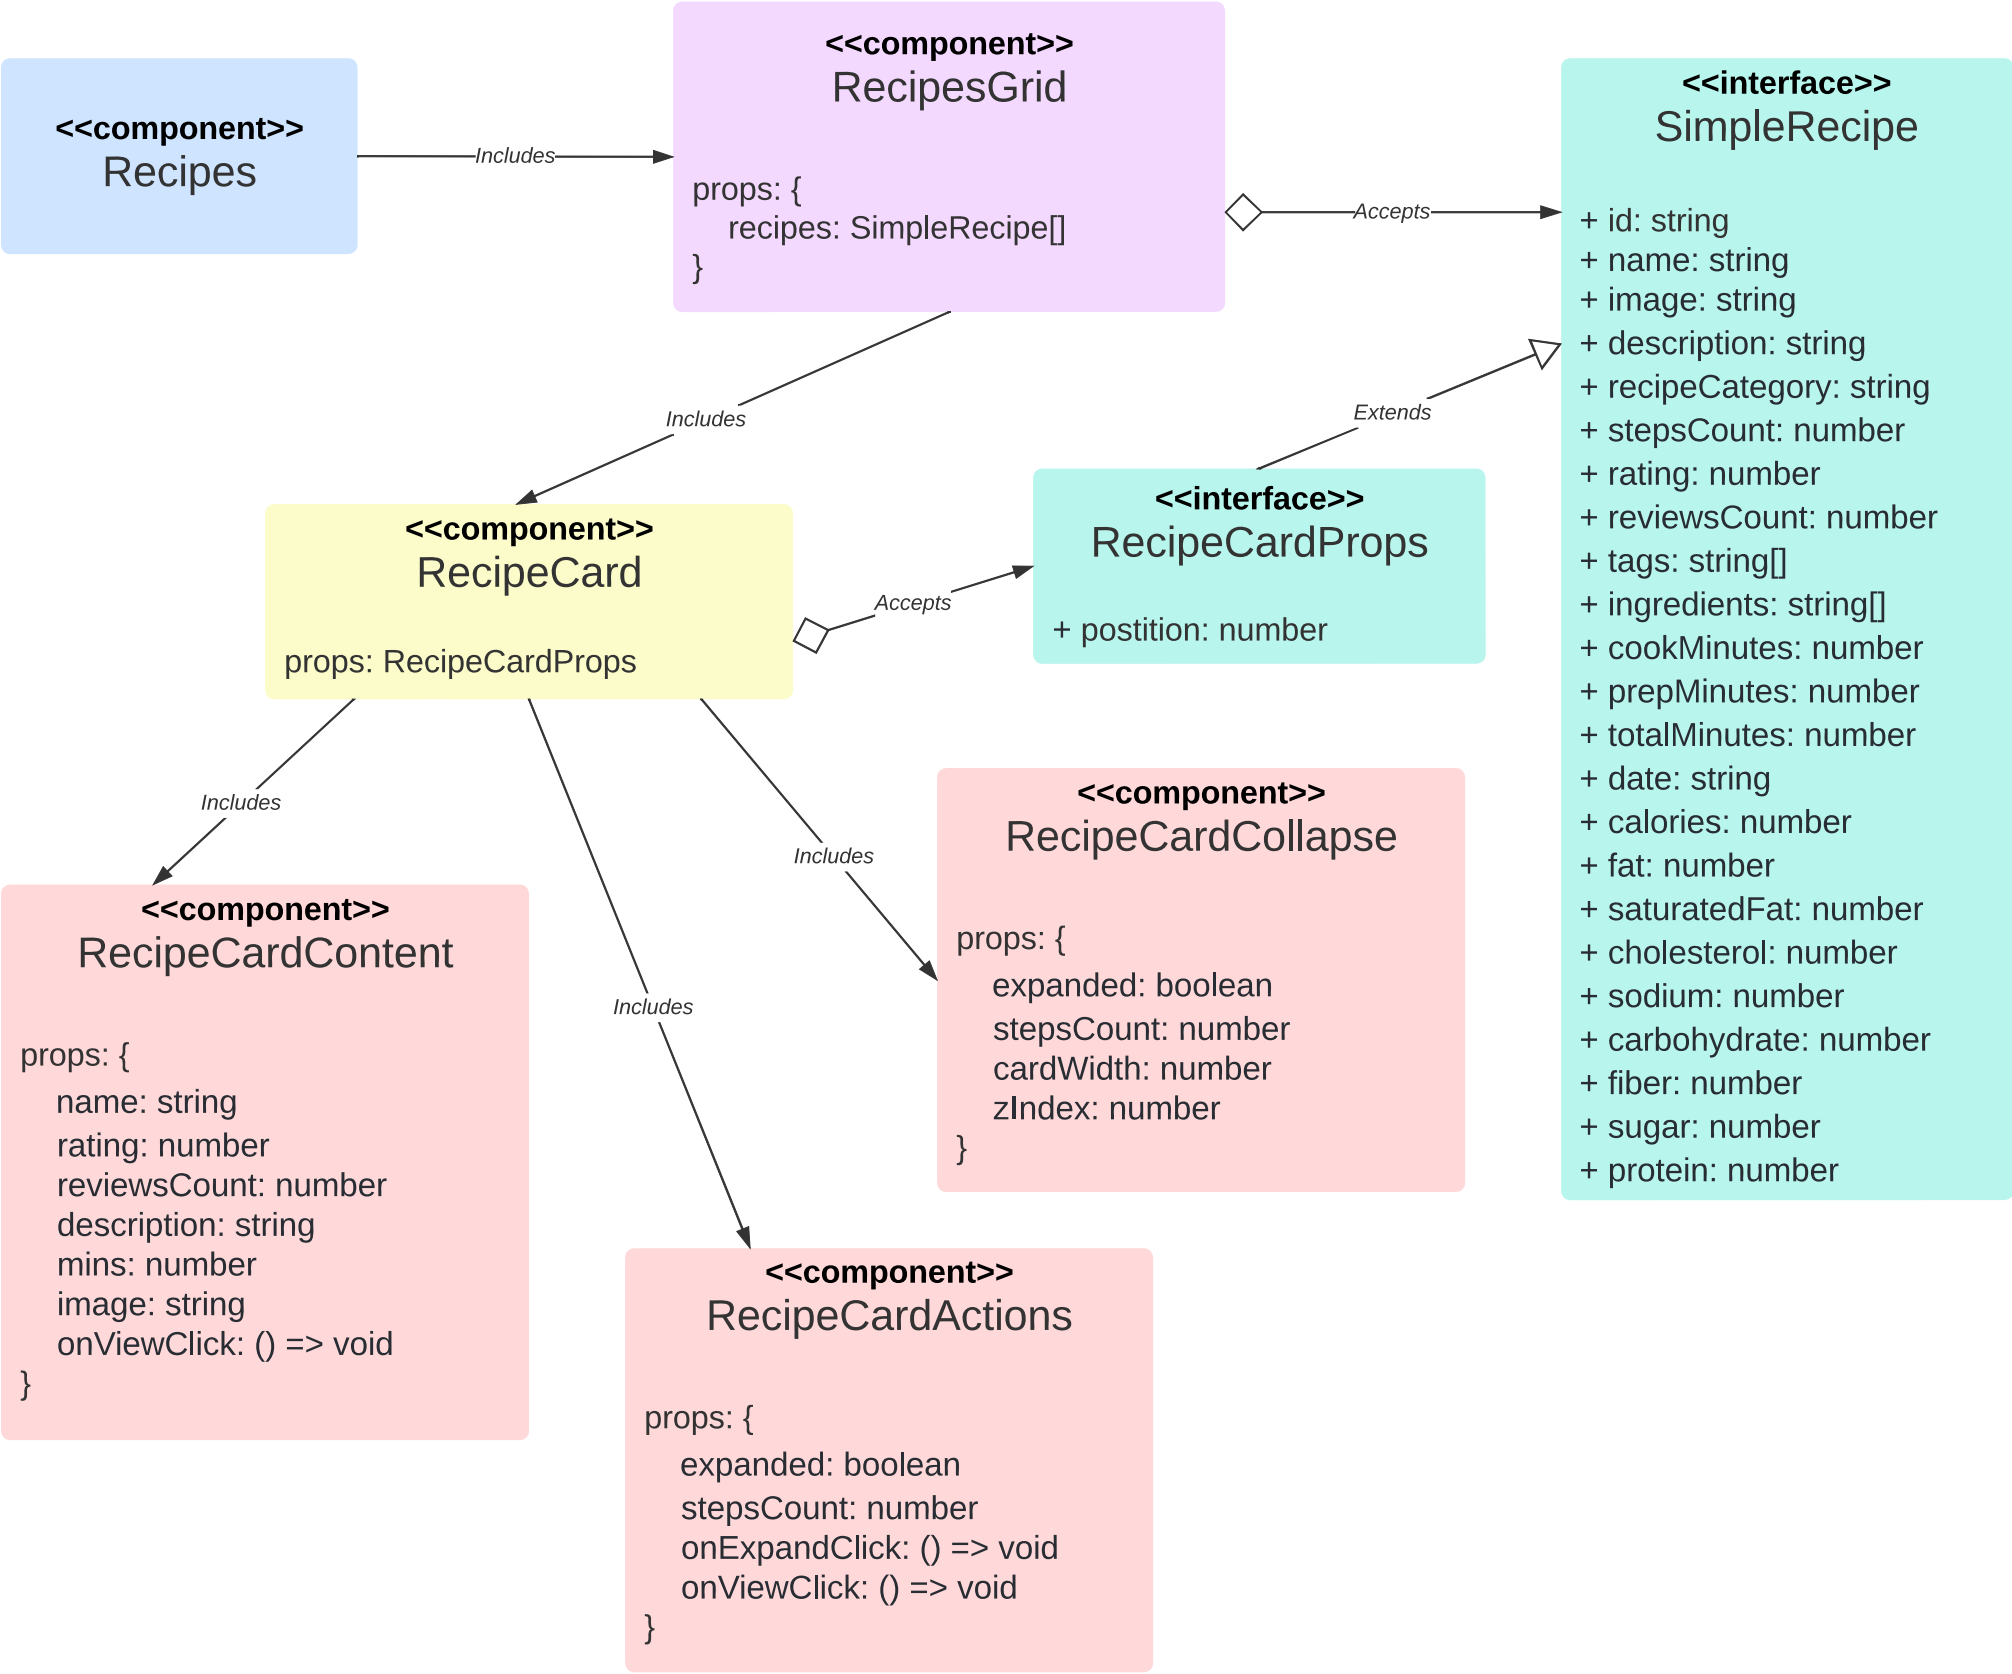 <<component>>
Recipes
Includes
<<component>>
RecipesGrid
props: {
recipes: SimpleRecipe[]
}
Accepts
<<interface>>
SimpleRecipe
+ id: string
+ name: string
+ image: string
+ description: string
+ recipeCategory: string
+ stepsCount: number
+ rating: number
+ reviewsCount: number
+ tags: string[]
+ ingredients: string[]
+ cookMinutes: number
+ prepMinutes: number
+ totalMinutes: number
+ date: string
+ calories: number
+ fat: number
+ saturatedFat: number
+ cholesterol: number
+ sodium: number
+ carbohydrate: number
+ fiber: number
+ sugar: number
+ protein: number
Includes
Extends
<<component>>
RecipeCard
props: RecipeCardProps
Accepts
<<interface>>
RecipeCardProps
+ postition: number
Includes
Includes
Includes
<<component>>
RecipeCardContent
props: {
name: string
rating: number
reviewsCount: number
description: string
mins: number
image: string
onViewClick: () => void
}
<<component>>
RecipeCardCollapse
props: {
expanded: boolean
stepsCount: number
cardWidth: number
zIndex: number
}
<<component>>
RecipeCardActions
props: {
expanded: boolean
stepsCount: number
onExpandClick: () => void
onViewClick: () => void
}